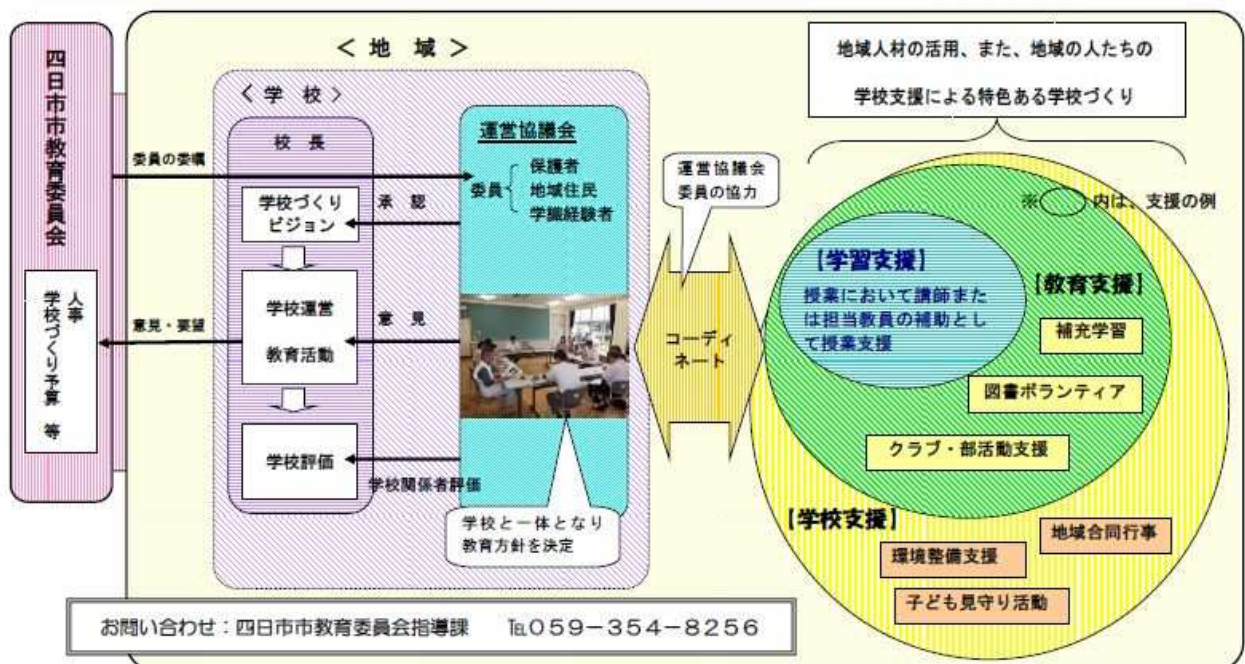 四日市市教育委員会
人事
学校づくり予算 等
＜ 地 域 ＞
＜ 学 校 ＞
校 長
学校づくり
ビジョン
学校運営
教育活動
学校評価
委員の委嘱
意見・要望
承 認
意 見
学校関係者評価
運営協議会
委員
保護者
地域住民
学識経験者
学校と一体となり
教育方針を決定
運営協議会
委員の協力
コーディ
ネート
地域人材の活用、また、地域の人たちの
学校支援による特色ある学校づくり
※ 内は、支援の例
【学習支援】
授業において講師また
は担当教員の補助とし
て授業支援
【教育支援】
補充学習
図書ボランティア
クラブ・部活動支援
【学校支援】
地域合同行事
環境整備支援
子ども見守り活動
お問い合わせ：四日市市教育委員会指導課 ℡０５９－３５４－８２５６